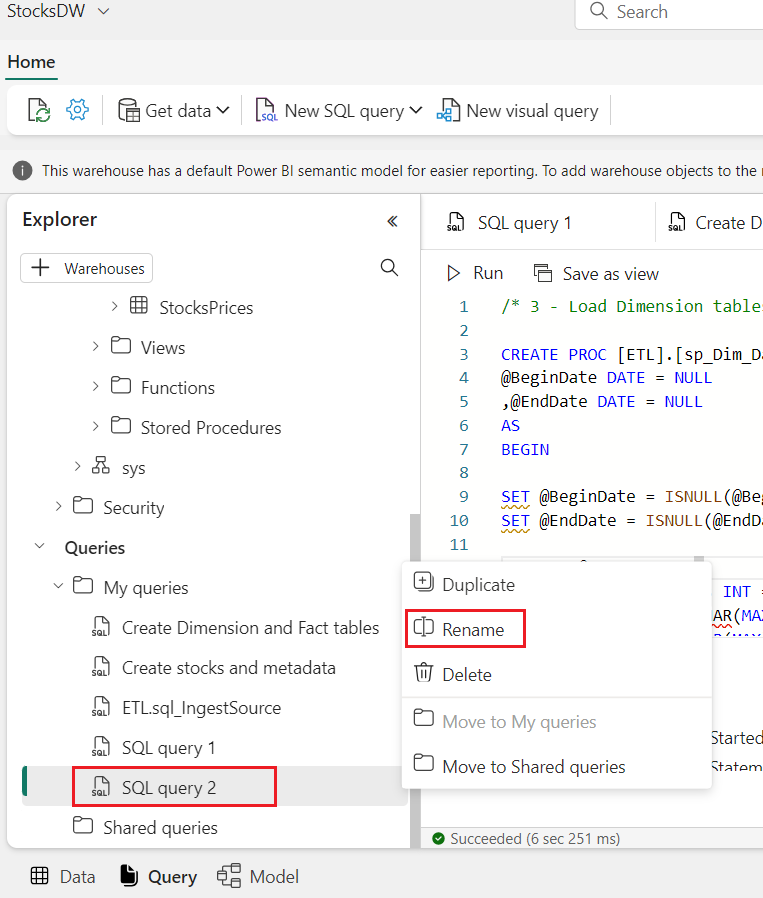 StocksDW
Search
Home
Get data
New SQL query
New visual query
This warehouse has a default Power BI semantic model for easier reporting. To add warehouse objects to the
Explorer
Warehouses
StocksPrices
Views
Functions
Stored Procedures
sys
Security
Queries
My queries
Create Dimension and Fact tables
Create stocks and metadata
ETL.sql_IngestSource
SQL query 1
SQL query 2
Shared queries
SQL query 1
Create D
Run
Save as view
1 /* 3 - Load Dimension table
2
3 CREATE PROC [ETL].[sp_Dim_Da
4 @BeginDate DATE = NULL
5 ,@EndDate DATE = NULL
6 AS
7 BEGIN
8
9 SET @BeginDate = ISNULL(@Beg
10 SET @EndDate = ISNULL(@EndDa
11
INT =
AR(MAX
Duplicate
Rename
Delete
Move to My queries
Move to Shared queries
Started
Statem
Succeeded (6 sec 251 ms)
Data
Query
Model